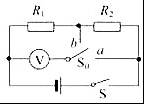 R₁ R₂
b a
V S₀
S